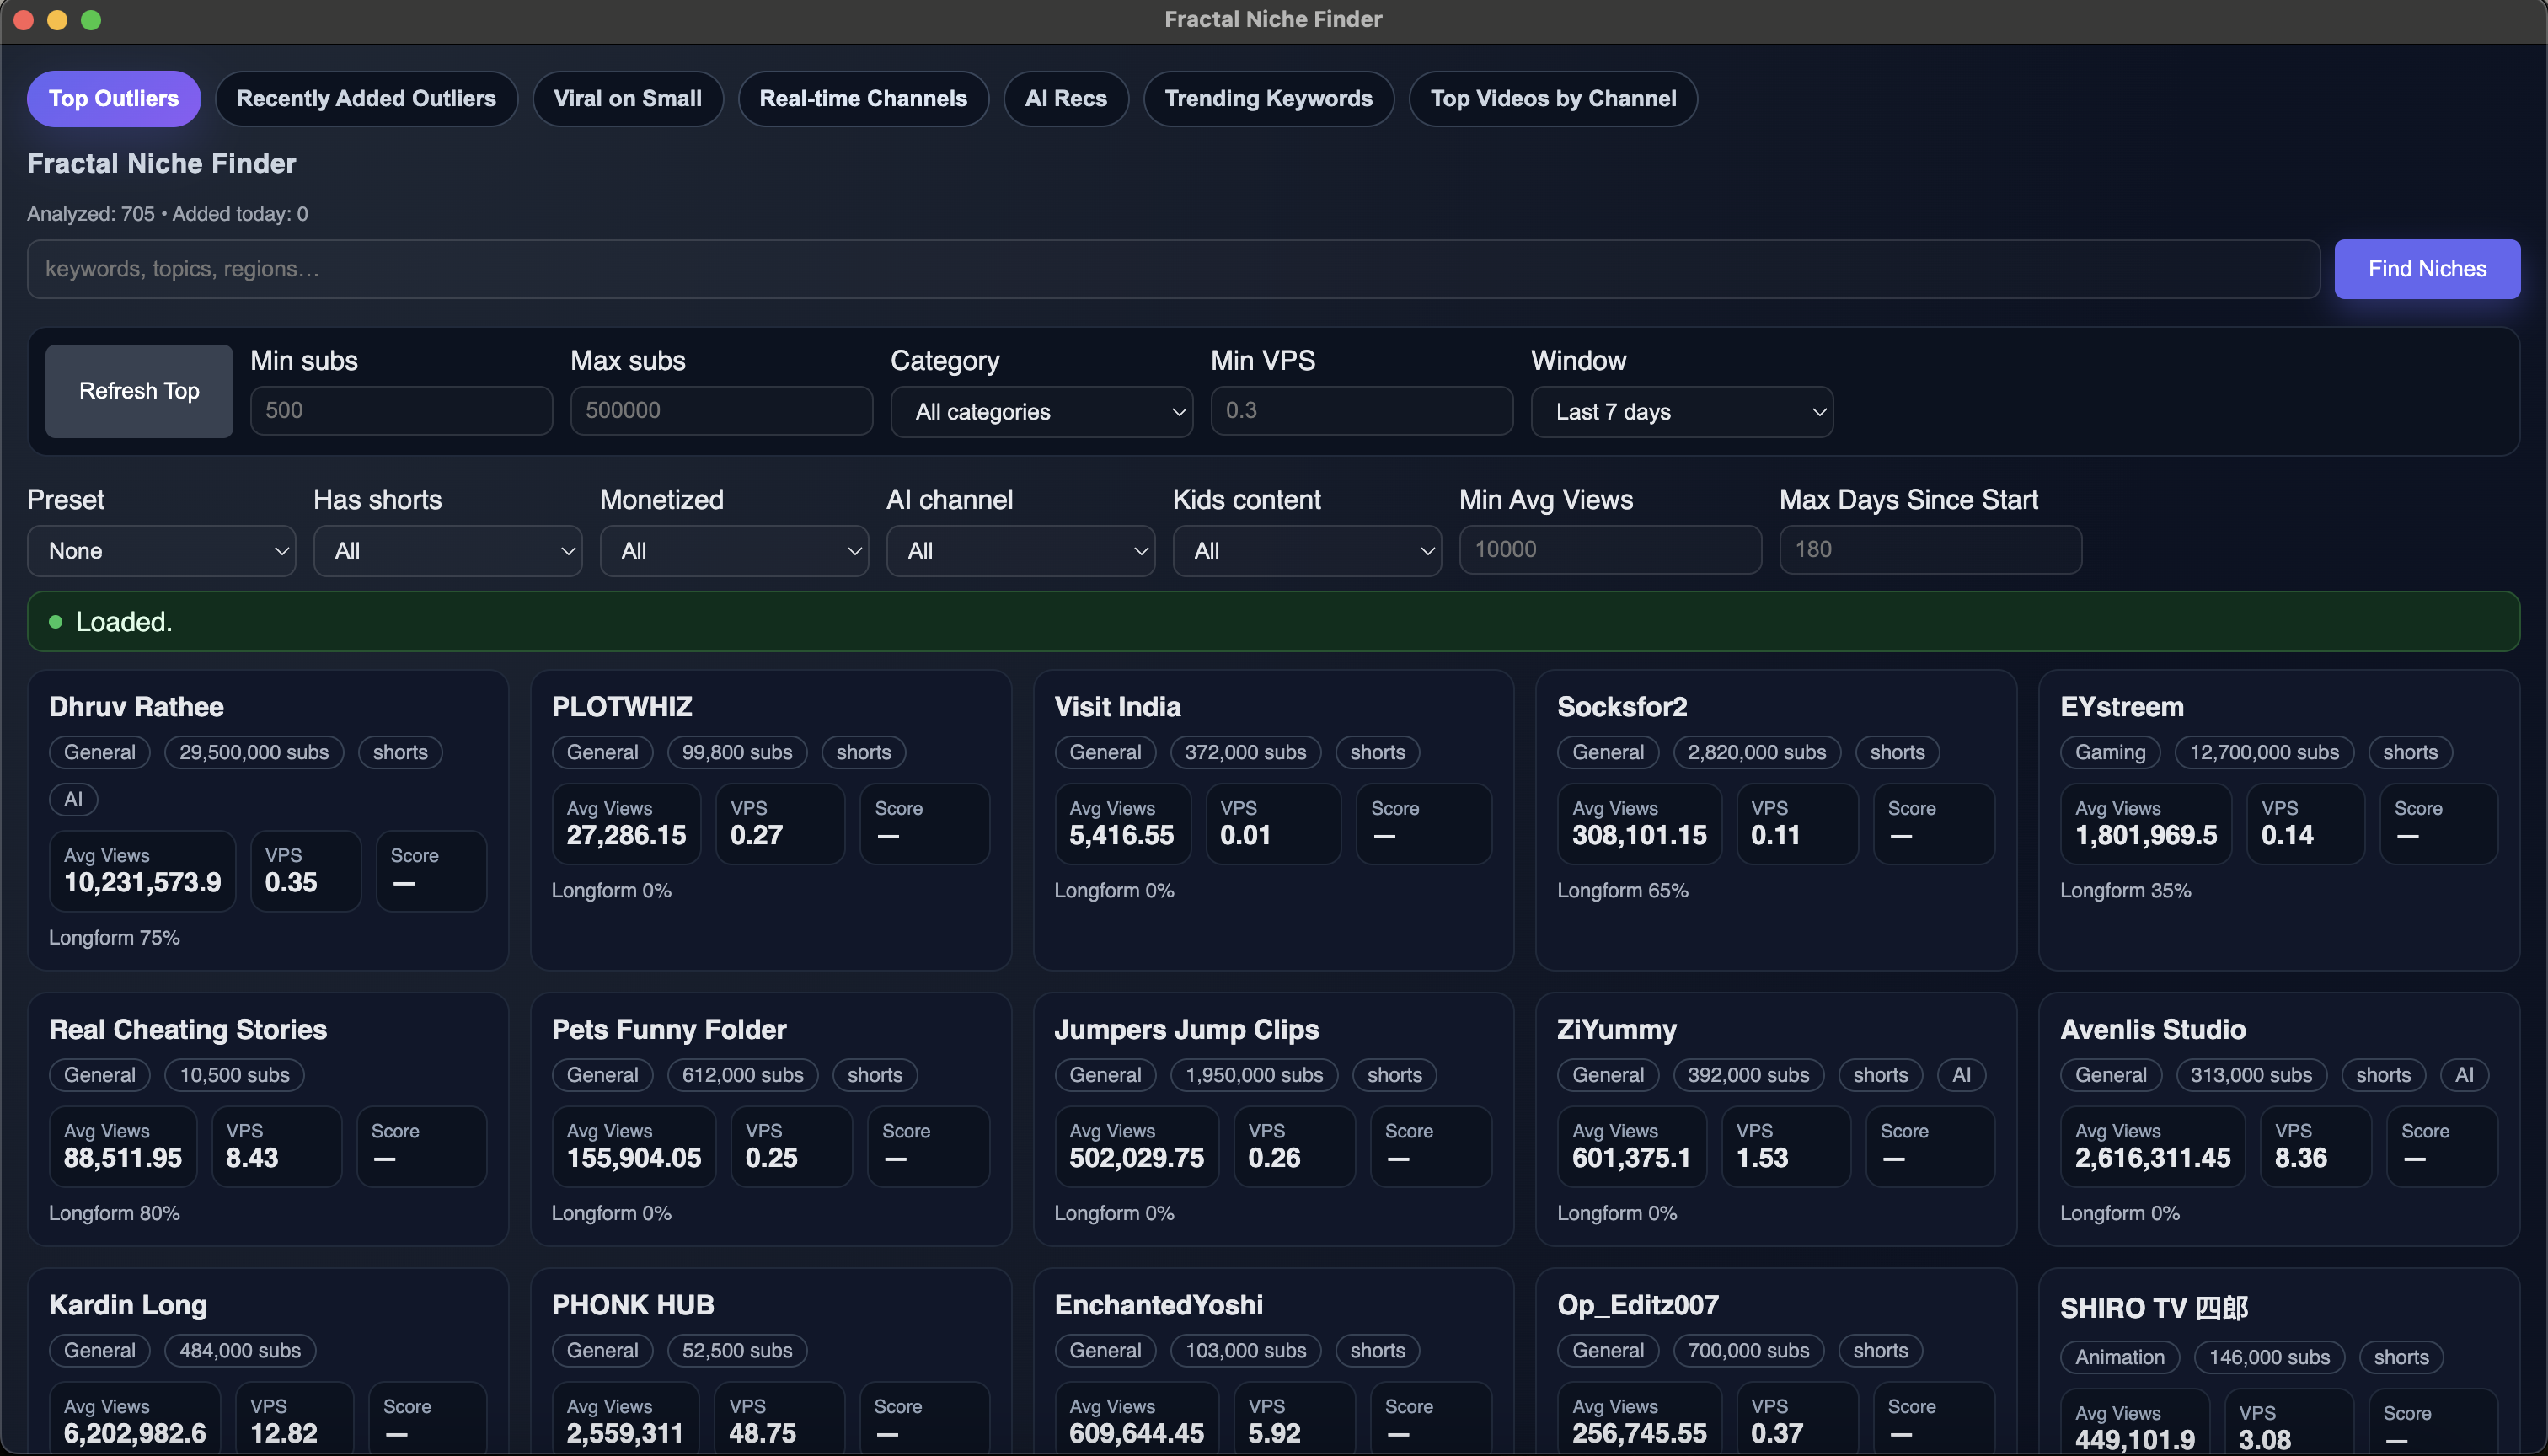 Fractal Niche Finder
Top Outliers
Recently Added Outliers
Viral on Small
Real-time Channels
AI Recs
Trending Keywords
Top Videos by Channel
Fractal Niche Finder
Analyzed: 705 • Added today: 0
keywords, topics, regions…
Find Niches
Refresh Top
Min subs
500
Max subs
500000
Category
All categories
Min VPS
0.3
Window
Last 7 days
Preset
None
Has shorts
All
Monetized
All
AI channel
All
Kids content
All
Min Avg Views
10000
Max Days Since Start
180
Loaded.
Dhruv Rathee
General
29,500,000 subs
shorts
AI
Avg Views
10,231,573.9
VPS
0.35
Score
—
Longform 75%
PLOTWHIZ
General
99,800 subs
shorts
Avg Views
27,286.15
VPS
0.27
Score
—
Longform 0%
Visit India
General
372,000 subs
shorts
Avg Views
5,416.55
VPS
0.01
Score
—
Longform 0%
Socksfor2
General
2,820,000 subs
shorts
Avg Views
308,101.15
VPS
0.11
Score
—
Longform 65%
EYstreem
Gaming
12,700,000 subs
shorts
Avg Views
1,801,969.5
VPS
0.14
Score
—
Longform 35%
Real Cheating Stories
General
10,500 subs
Avg Views
88,511.95
VPS
8.43
Score
—
Longform 80%
Pets Funny Folder
General
612,000 subs
shorts
Avg Views
155,904.05
VPS
0.25
Score
—
Longform 0%
Jumpers Jump Clips
General
1,950,000 subs
shorts
Avg Views
502,029.75
VPS
0.26
Score
—
Longform 0%
ZiYummy
General
392,000 subs
shorts
AI
Avg Views
601,375.1
VPS
1.53
Score
—
Longform 0%
Avenlis Studio
General
313,000 subs
shorts
AI
Avg Views
2,616,311.45
VPS
8.36
Score
—
Longform 0%
Kardin Long
General
484,000 subs
Avg Views
6,202,982.6
VPS
12.82
Score
—
PHONK HUB
General
52,500 subs
Avg Views
2,559,311
VPS
48.75
Score
—
EnchantedYoshi
General
103,000 subs
shorts
Avg Views
609,644.45
VPS
5.92
Score
—
Op_Editz007
General
700,000 subs
shorts
Avg Views
256,745.55
VPS
0.37
Score
—
SHIRO TV 四郎
Animation
146,000 subs
shorts
Avg Views
449,101.9
VPS
3.08
Score
—